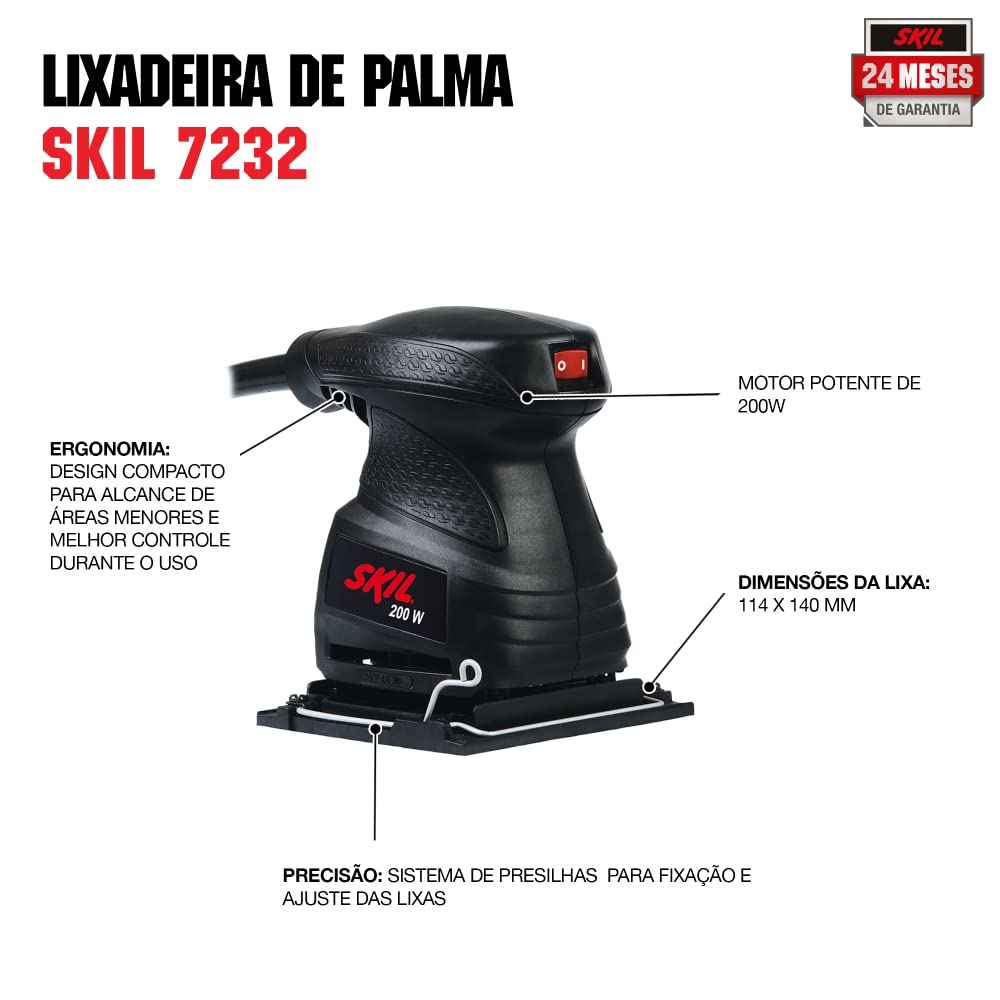 LIXADEIRA DE PALMA
SKIL 7232
SKIL
24 MESES
DE GARANTIA
O I
MOTOR POTENTE DE
200W
ERGONOMIA:
DESIGN COMPACTO
PARA ALCANCE DE
ÁREAS MENORES E
MELHOR CONTROLE
DURANTE O USO
SKIL
200 W
DIMENSÕES DA LIXA:
114 X 140 MM
PRECISÃO: SISTEMA DE PRESILHAS PARA FIXAÇÃO E
AJUSTE DAS LIXAS